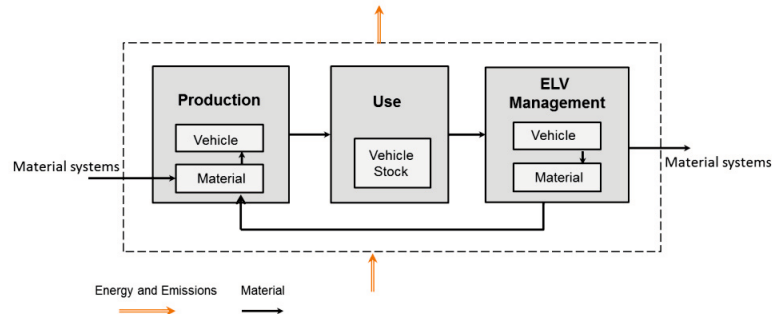 Production
Vehicle
Material
Use
Vehicle
Stock
ELV
Management
Vehicle
Material
Material systems
Material systems
Energy and Emissions
Material